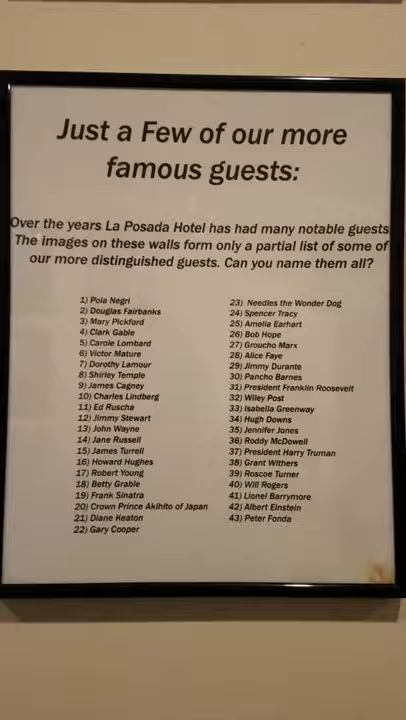 Just a Few of our more
famous guests:
Over the years La Posada Hotel has had many notable guests
The images on these walls form only a partial list of some of
our more distinguished guests. Can you name them all?
1) Pola Negri
2) Douglas Fairbanks
3) Mary Pickford
4) Clark Gable
5) Carole Lombard
6) Victor Mature
7) Dorothy Lamour
8) Shirley Temple
9) James Cagney
10) Charles Lindberg
11) Ed Ruscha
12) Jimmy Stewart
13) John Wayne
14) Jane Russell
15) James Turrell
16) Howard Hughes
17) Robert Young
18) Betty Grable
19) Frank Sinatra
20) Crown Prince Akihito of Japan
21) Diane Keaton
22) Gary Cooper
23) Needles the Wonder Dog
24) Spencer Tracy
25) Amelia Earhart
26) Bob Hope
27) Groucho Marx
28) Alice Faye
29) Jimmy Durante
30) Pancho Barnes
31) President Franklin Roosevelt
32) Wiley Post
33) Isabella Greenway
34) Hugh Downs
35) Jennifer Jones
36) Roddy McDowell
37) President Harry Truman
38) Grant Withers
39) Roscoe Turner
40) Will Rogers
41) Lionel Barrymore
42) Albert Einstein
43) Peter Fonda